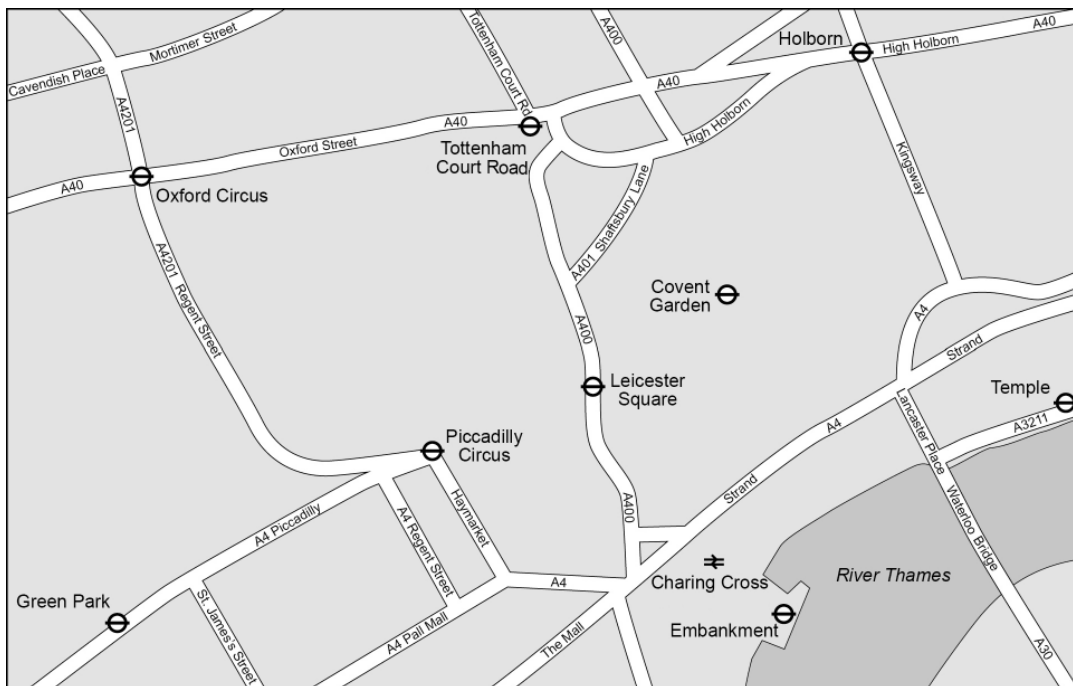 Tottenham Court Rd
A400
Holborn
A40
High Holborn
Mortimer Street
Cavendish Place
A4201
A40
A40
Oxford Street
Tottenham
Court Road
High Holborn
Kingsway
A40
Oxford Circus
A401 Shaftsbury Lane
A4201
Regent Street
Covent
Garden
A400
A4
Strand
Leicester
Square
Temple
Lancaster Place
A3211
A4
Piccadilly
Circus
Haymarket
Strand
A400
Waterloo Bridge
A4 Piccadilly
A4 Regent Street
A4
Charing Cross
River Thames
Green Park
St. James's Street
A4 Pall Mall
The Mall
Embankment
A30